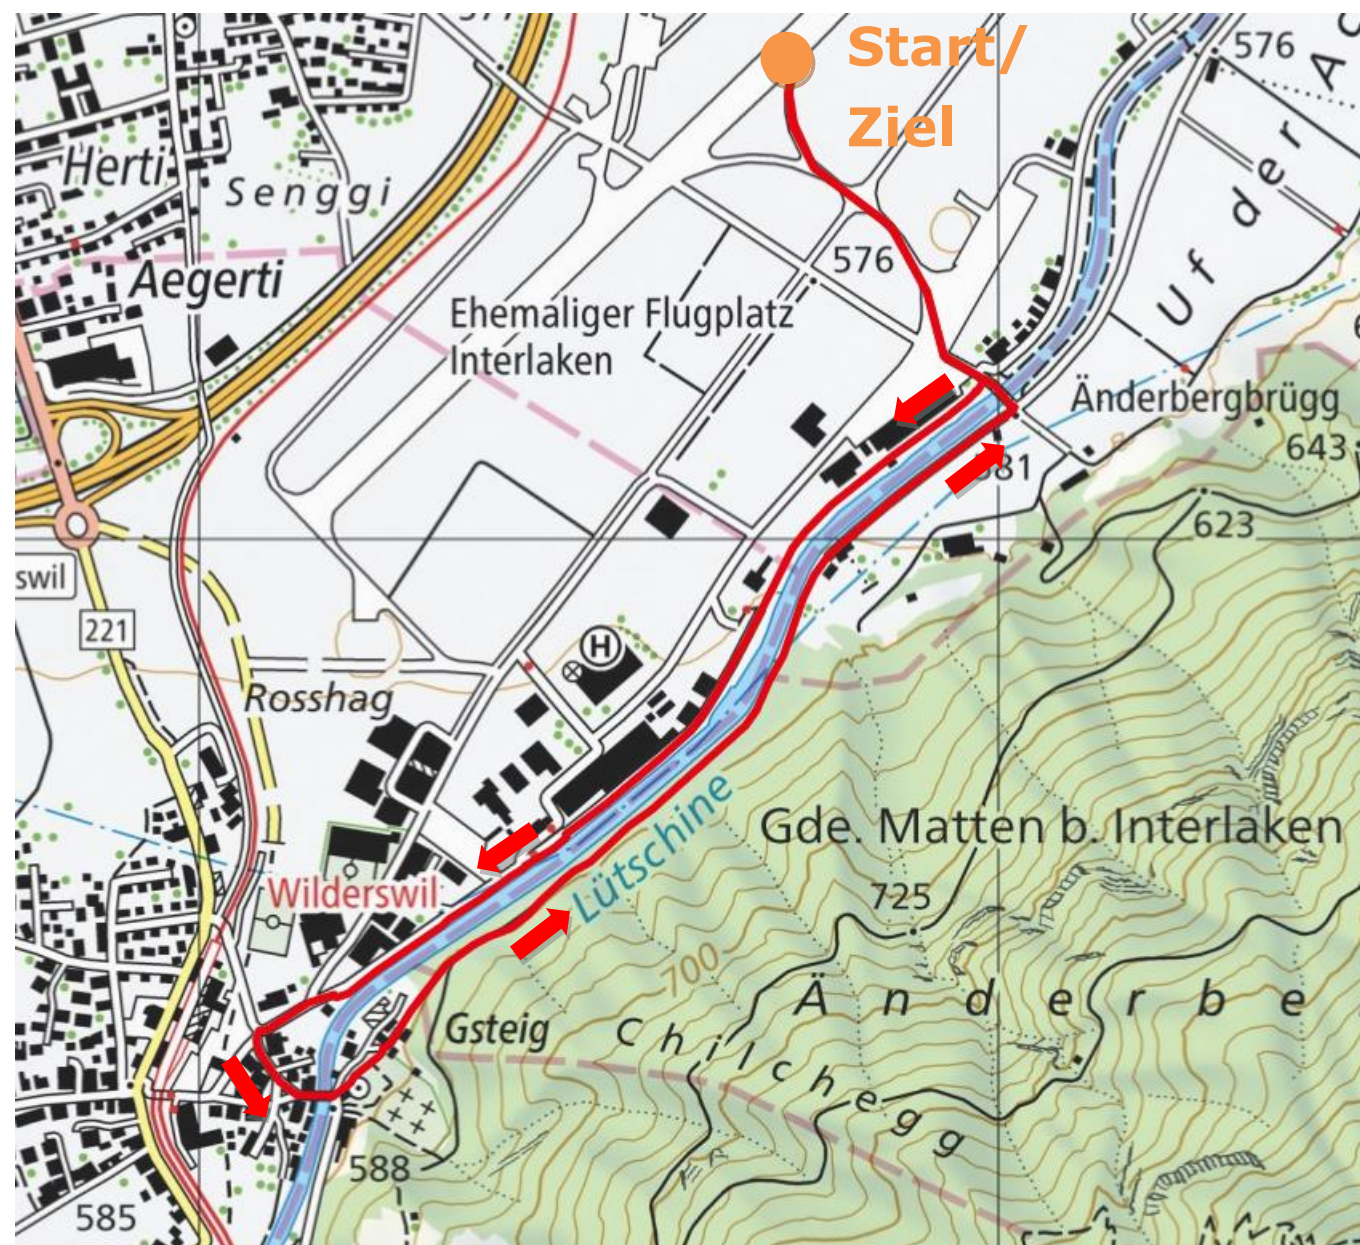 Start/
Ziel
576
Herti
Senggi
Uf der
Aegerti
576
Ehemaliger Flugplatz
Interlaken
Änderbergbrügg
643
623
swil
221
H
Rosshag
Lütschine
Gde. Matten b. Interlaken
Wilderswil
725
700
Änderbe
Gsteig
Chilchegg
588
585